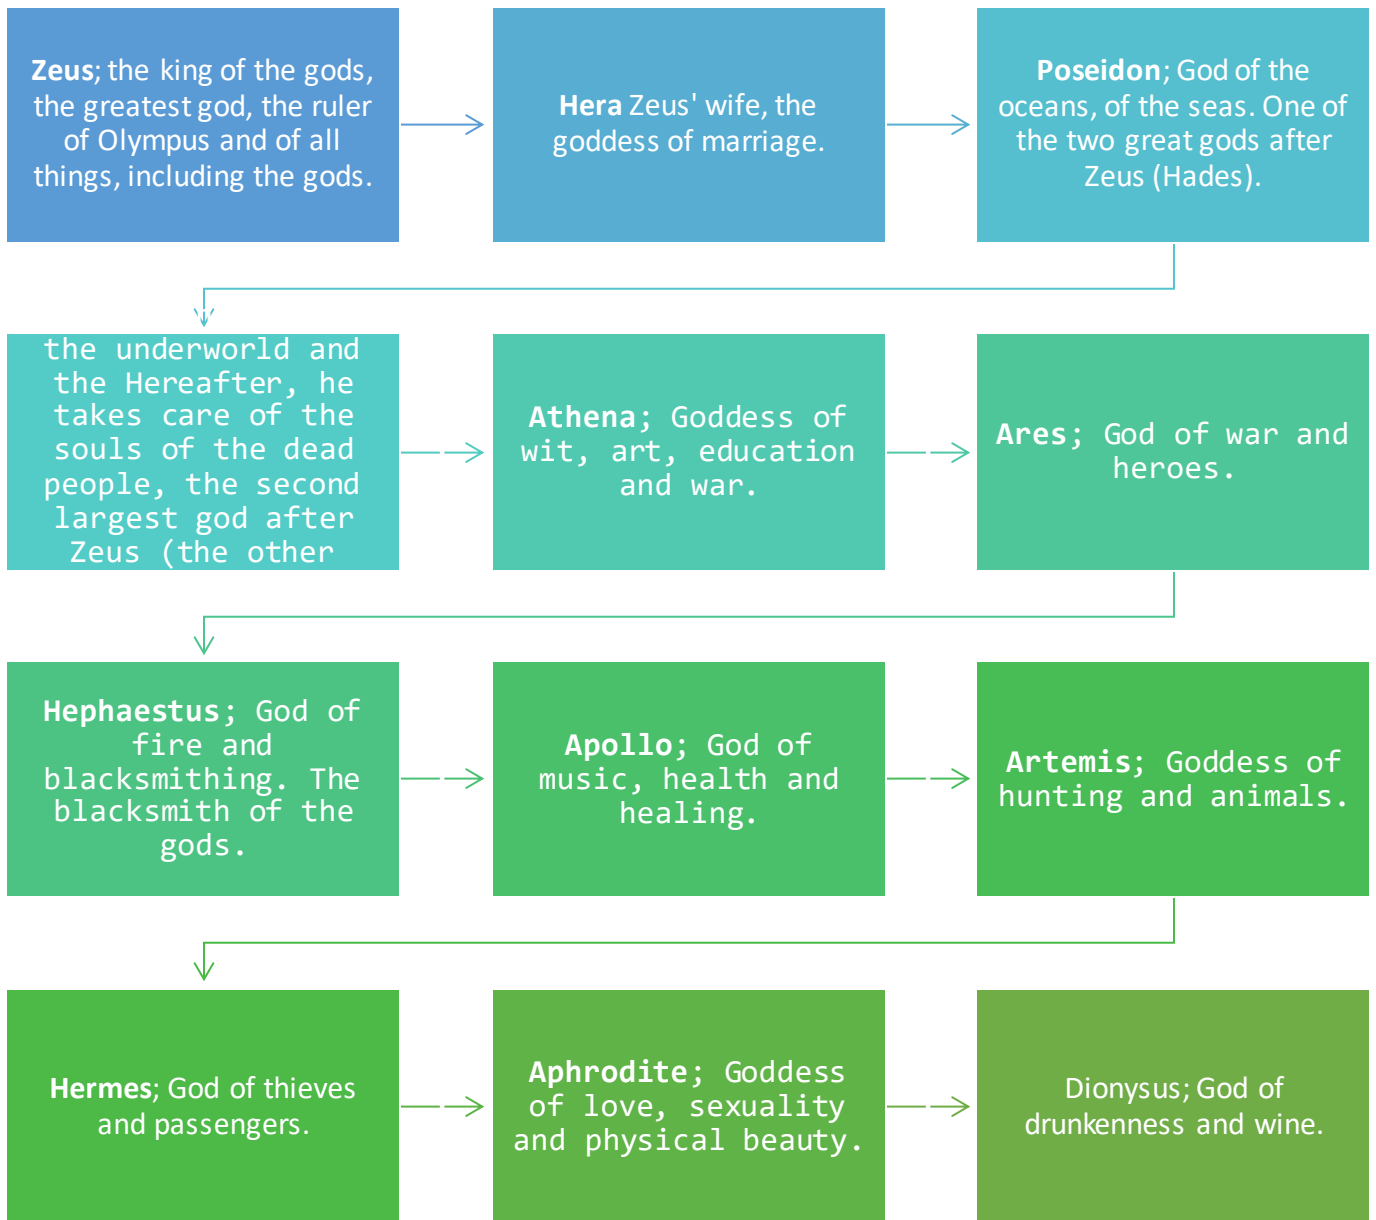 Zeus; the king of the gods,
the greatest god, the ruler
of Olympus and of all
things, including the gods.
Hera Zeus' wife, the
goddess of marriage.
Poseidon; God of the
oceans, of the seas. One of
the two great gods after
Zeus (Hades).
the underworld and
the Hereafter, he
takes care of the
souls of the dead
people, the second
largest god after
Zeus (the other
Athena; Goddess of
wit, art, education
and war.
Ares; God of war and
heroes.
Hephaestus; God of
fire and
blacksmithing. The
blacksmith of the
gods.
Apollo; God of
music, health and
healing.
Artemis; Goddess of
hunting and animals.
Hermes; God of thieves
and passengers.
Aphrodite; Goddess
of love, sexuality
and physical beauty.
Dionysus; God of
drunkenness and wine.